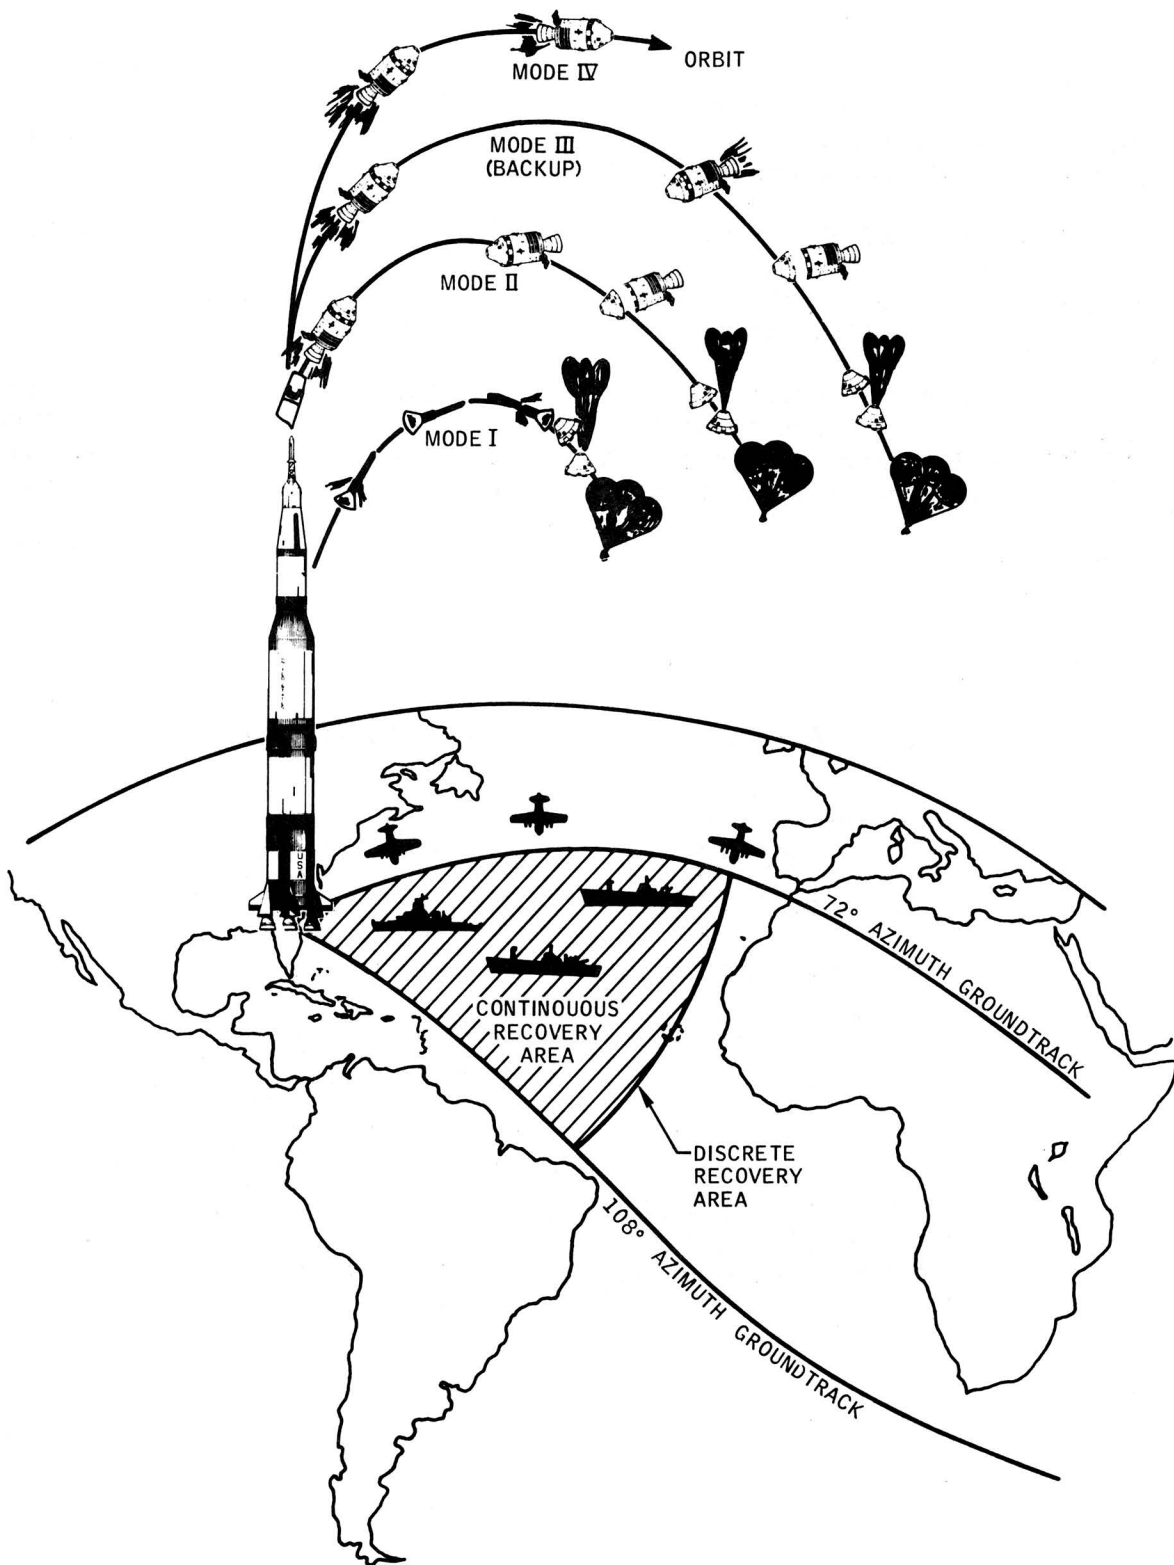 ORBIT
MODE IV
MODE III
(BACKUP)
MODE II
MODE I
USA
72° AZIMUTH GROUNDTRACK
CONTINOUOUS
RECOVERY
AREA
DISCRETE
RECOVERY
AREA
108° AZIMUTH GROUNDTRACK